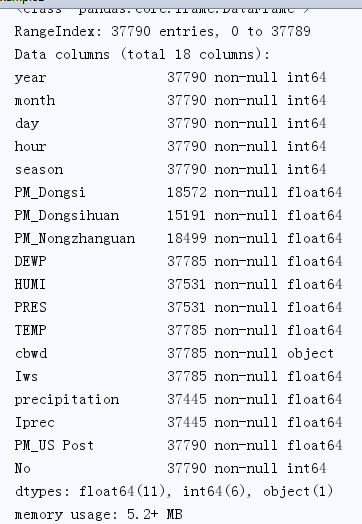 RangeIndex: 37790 entries, 0 to 37789
Data columns (total 18 columns):
year 37790 non-null int64
month 37790 non-null int64
day 37790 non-null int64
hour 37790 non-null int64
season 37790 non-null int64
PM_Dongsi 18572 non-null float64
PM_Dongsihuan 15191 non-null float64
PM_Nongzhanguan 18499 non-null float64
DEWP 37785 non-null float64
HUMI 37531 non-null float64
PRES 37531 non-null float64
TEMP 37785 non-null float64
cbwd 37785 non-null object
Iws 37785 non-null float64
precipitation 37445 non-null float64
Iprec 37445 non-null float64
PM_US Post 37790 non-null float64
No 37790 non-null int64
dtypes: float64(11), int64(6), object(1)
memory usage: 5.2+ MB